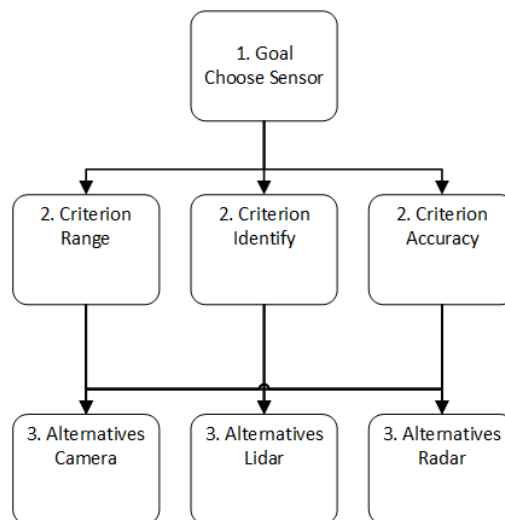 1. Goal
Choose Sensor
2. Criterion
Range
2. Criterion
Identify
2. Criterion
Accuracy
3. Alternatives
Camera
3. Alternatives
Lidar
3. Alternatives
Radar